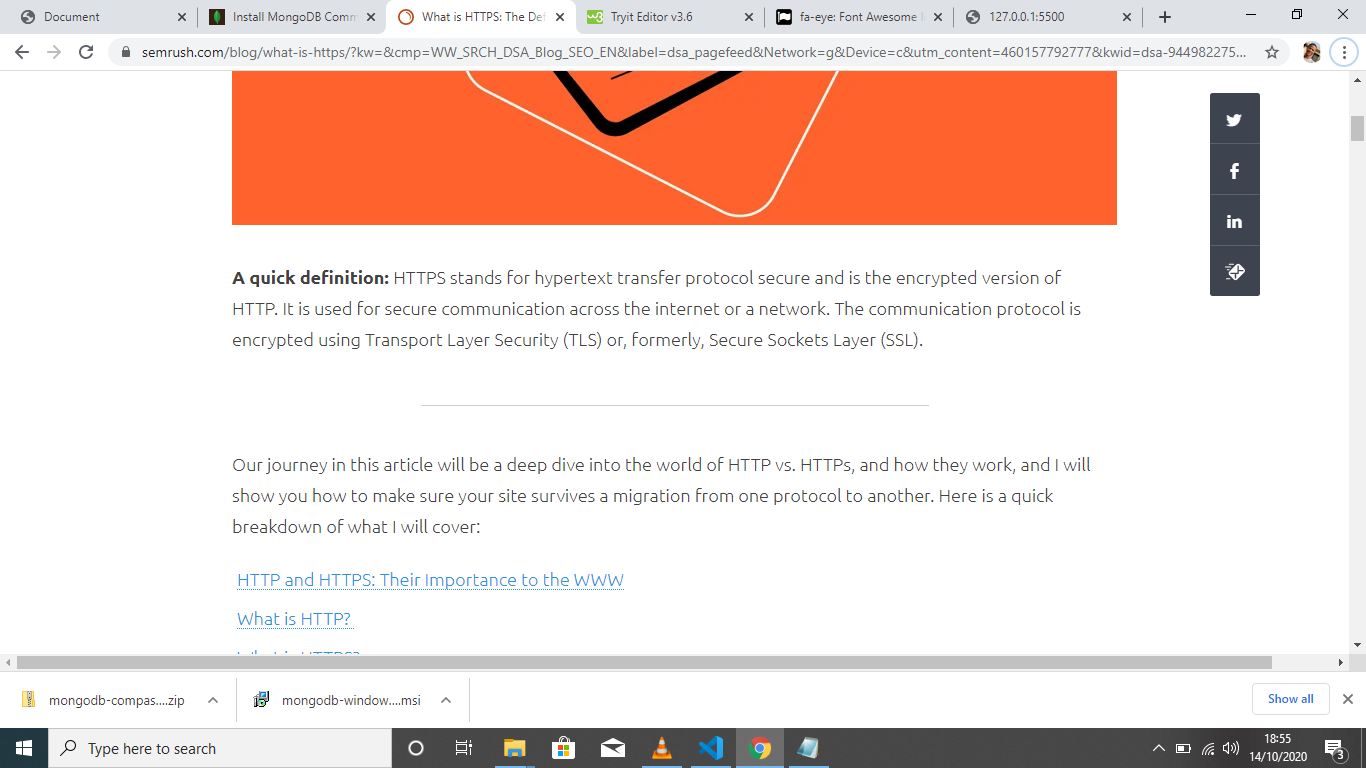 Document
Install MongoDB Comm
What is HTTPS: The Def
Tryit Editor v3.6
fa-eye: Font Awesome
127.0.0.1:5500
semrush.com/blog/what-is-https/?kw=&cmp=WW_SRCH_DSA_Blog_SEO_EN&label=dsa_pagefeed&Network=g&Device=c&utm_content=460157792777&kwid=dsa-944982275...
A quick definition: HTTPS stands for hypertext transfer protocol secure and is the encrypted version of
HTTP. It is used for secure communication across the internet or a network. The communication protocol is
encrypted using Transport Layer Security (TLS) or, formerly, Secure Sockets Layer (SSL).
Our journey in this article will be a deep dive into the world of HTTP vs. HTTPs, and how they work, and I will
show you how to make sure your site survives a migration from one protocol to another. Here is a quick
breakdown of what I will cover:
HTTP and HTTPS: Their Importance to the WWW
What is HTTP?
What is HTTPS?
mongodb-compas....zip
mongodb-window....msi
Show all
Type here to search
18:55
14/10/2020
3